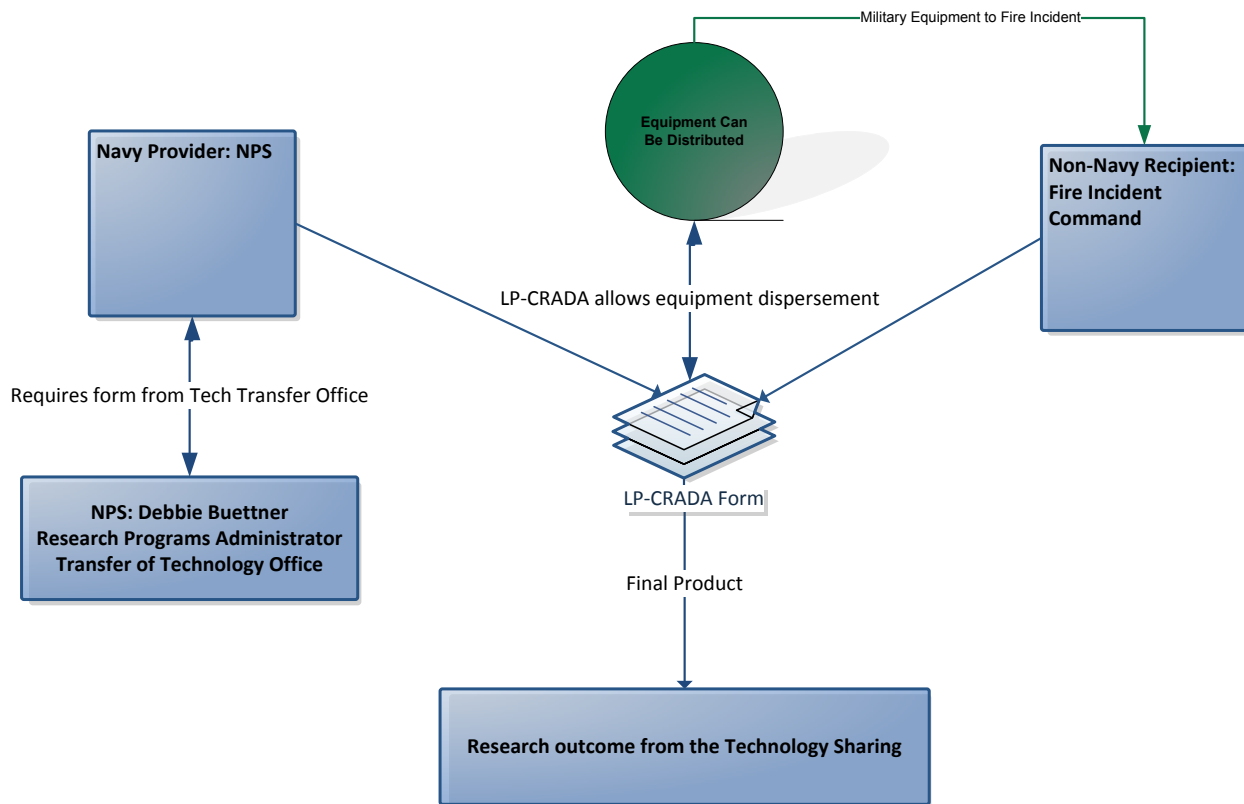 Military Equipment to Fire Incident
Equipment Can
Be Distributed
Navy Provider: NPS
Non-Navy Recipient:
Fire Incident
Command
LP-CRADA allows equipment dispersement
Requires form from Tech Transfer Office
NPS: Debbie Buettner
Research Programs Administrator
Transfer of Technology Office
LP-CRADA Form
Final Product
Research outcome from the Technology Sharing